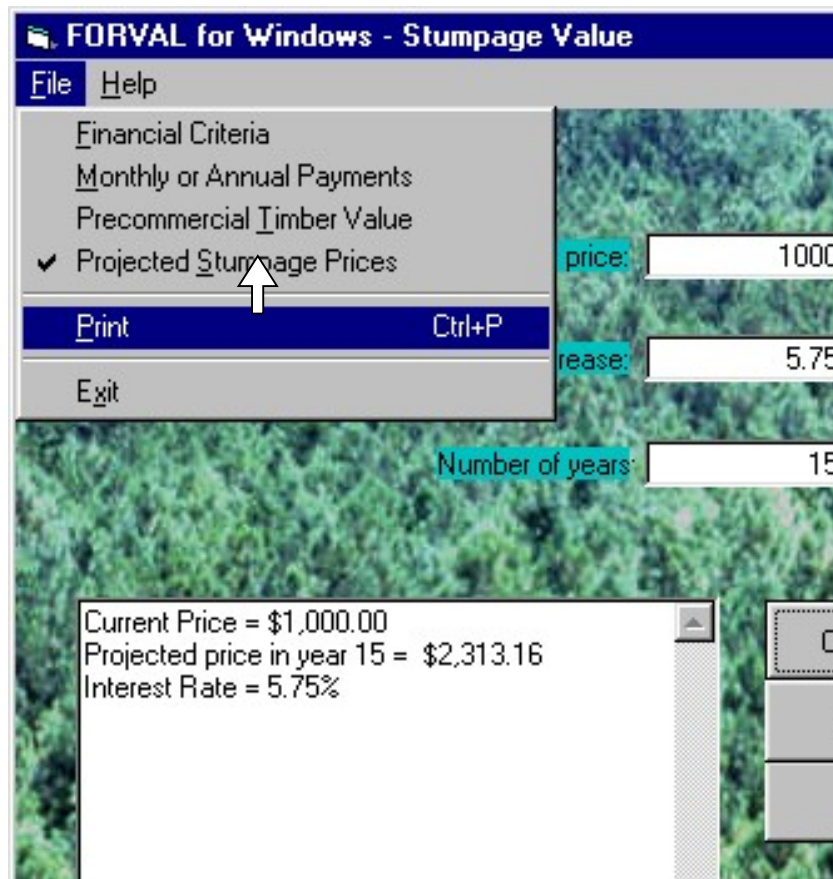 FORVAL for Windows - Stumpage Value
File Help
Financial Criteria
Monthly or Annual Payments
Precommercial Timber Value
Projected Stumpage Prices
price: 1000
Print Ctrl+P
rease: 5.75
Exit
Number of years: 15
Current Price = $1,000.00
Projected price in year 15 = $2,313.16
Interest Rate = 5.75%